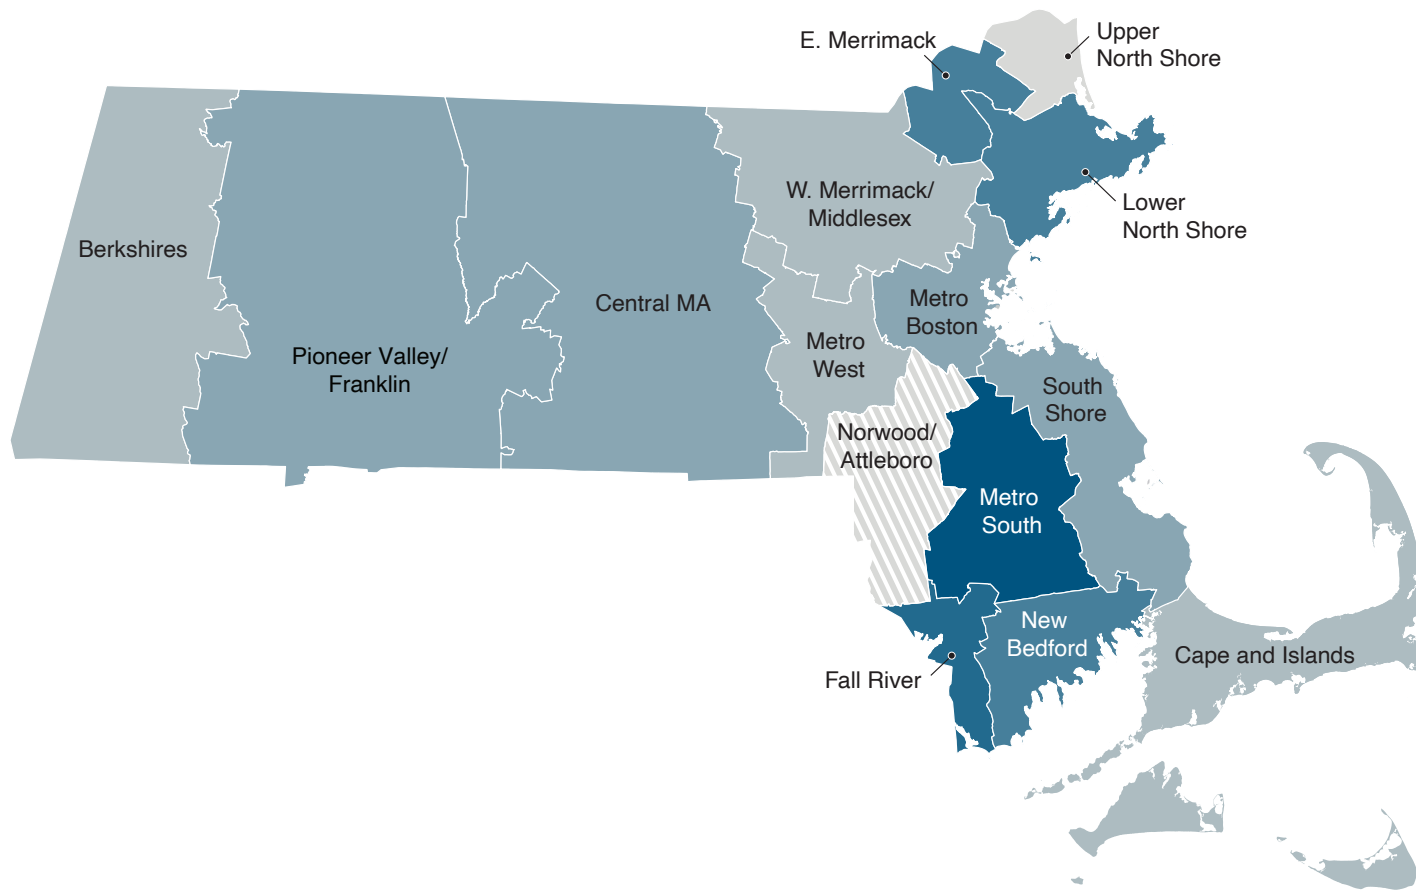 E. Merrimack
Upper
North Shore
Lower
North Shore
W. Merrimack/
Middlesex
Berkshires
Central MA
Metro
Boston
Pioneer Valley/
Franklin
Metro
West
South
Shore
Norwood/
Attleboro
Metro
South
New
Bedford
Fall River
Cape and Islands